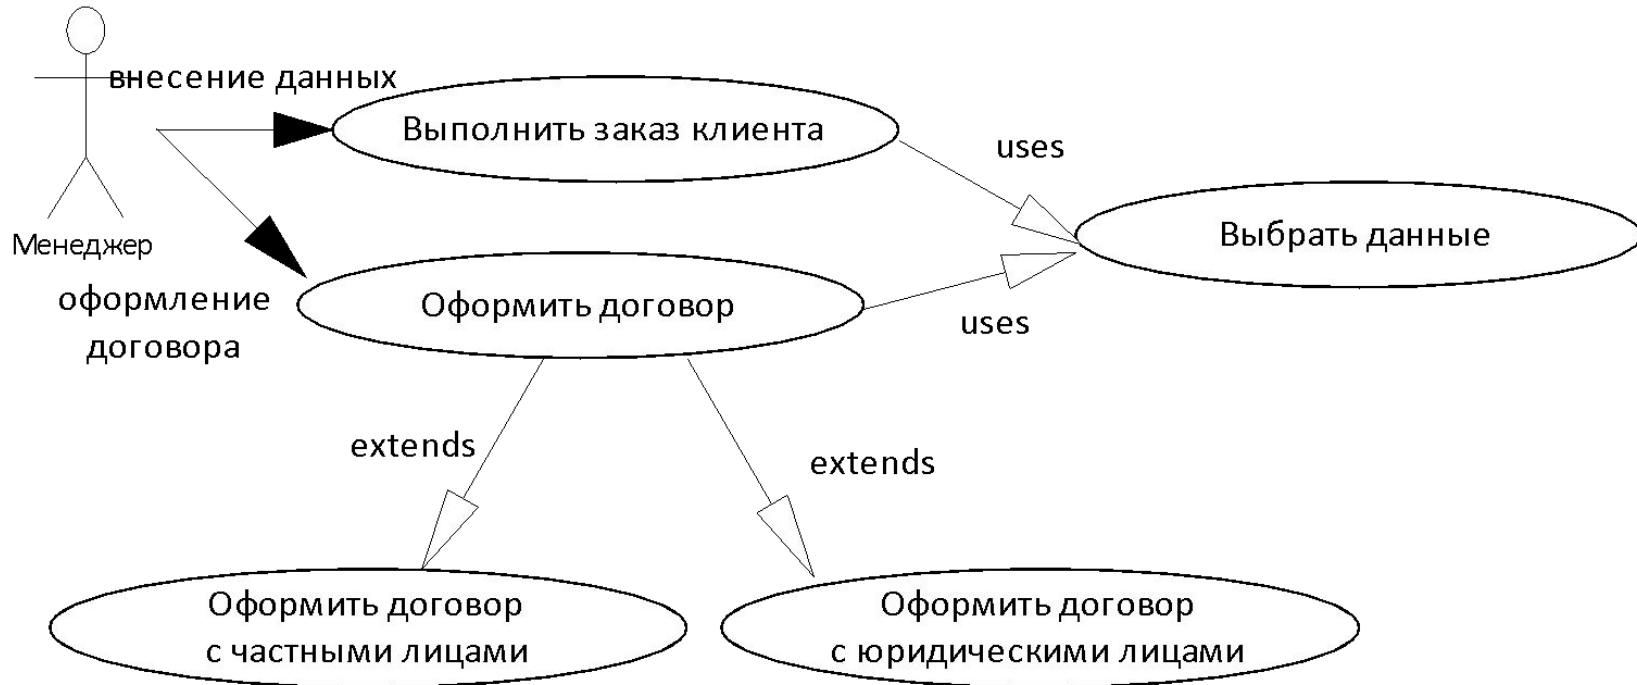 внесение данных
Выполнить заказ клиента
uses
Выбрать данные
Менеджер
оформление
договора
Оформить договор
uses
extends
extends
Оформить договор
с частными лицами
Оформить договор
с юридическими лицами